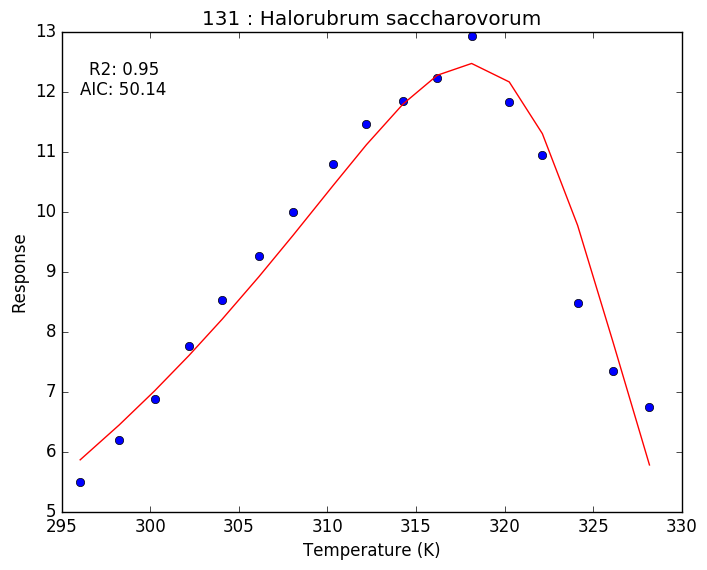 131 : Halorubrum saccharovorum
R2: 0.95
AIC: 50.14
Response
13
12
11
10
9
8
7
6
5
295 300 305 310 315 320 325 330
Temperature (K)